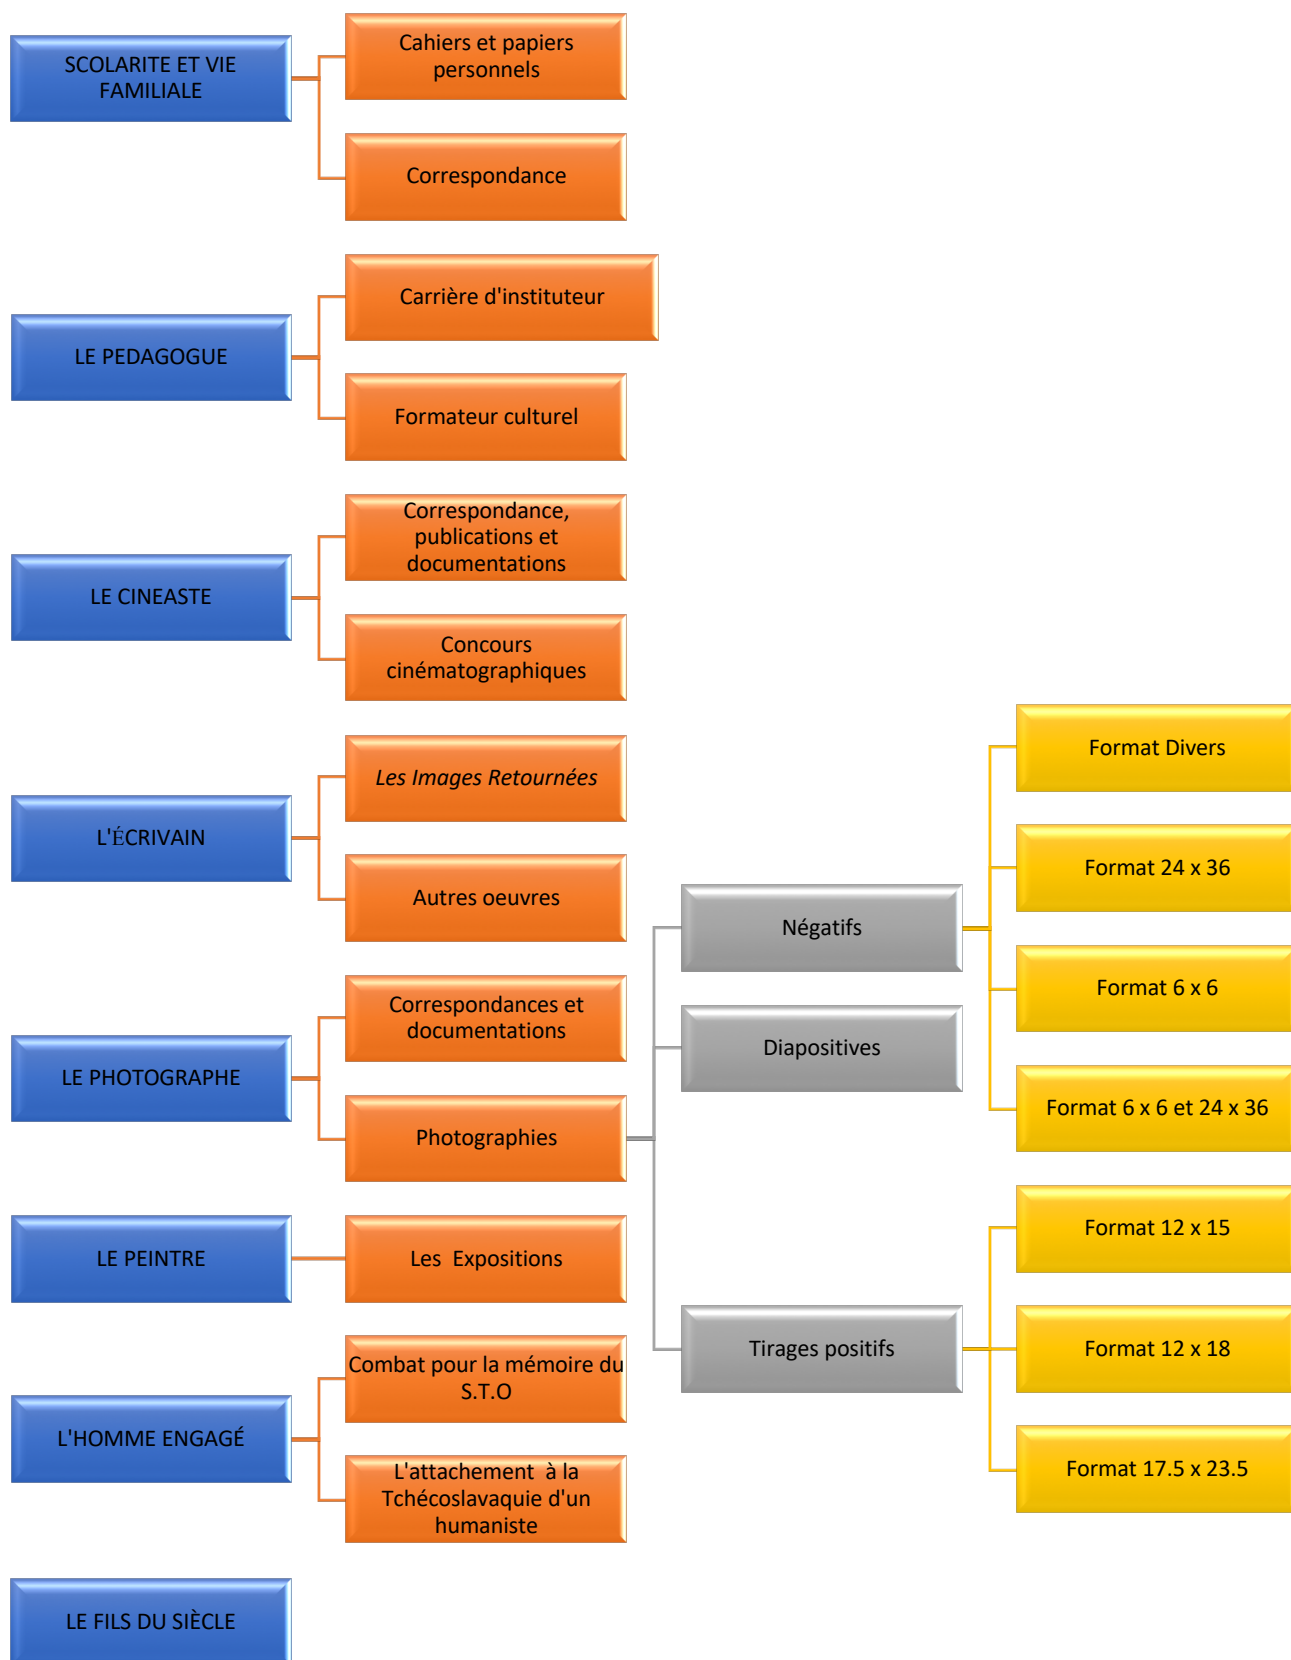 SCOLARITE ET VIE
FAMILIALE
Cahiers et papiers
personnels
Correspondance
LE PEDAGOGUE
Carrière d'instituteur
Formateur culturel
LE CINEASTE
Correspondance,
publications et
documentations
Concours
cinématographiques
L'ÉCRIVAIN
Les Images Retournées
Autres oeuvres
LE PHOTOGRAPHE
Correspondances et
documentations
Photographies
Négatifs
Format Divers
Format 24 x 36
Format 6 x 6
Format 6 x 6 et 24 x 36
Diapositives
Tirages positifs
Format 12 x 15
Format 12 x 18
Format 17.5 x 23.5
LE PEINTRE
Les  Expositions
L'HOMME ENGAGÉ
Combat pour la mémoire du
S.T.O
L'attachement  à la
Tchécoslavaquie d'un
humaniste
LE FILS DU SIÈCLE